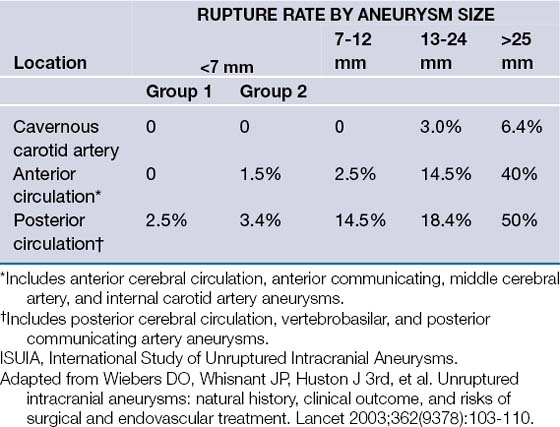 RUPTURE RATE BY ANEURYSM SIZE
Location <7 mm 7-12 mm 13-24 mm >25 mm
Group 1 Group 2
Cavernous carotid artery 0 0 0 3.0% 6.4%
Anterior circulation* 0 1.5% 2.5% 14.5% 40%
Posterior circulation† 2.5% 3.4% 14.5% 18.4% 50%
*Includes anterior cerebral circulation, anterior communicating, middle cerebral
artery, and internal carotid artery aneurysms.
†Includes posterior cerebral circulation, vertebrobasilar, and posterior
communicating artery aneurysms.
ISUIA, International Study of Unruptured Intracranial Aneurysms.
Adapted from Wiebers DO, Whisnant JP, Huston J 3rd, et al. Unruptured
intracranial aneurysms: natural history, clinical outcome, and risks of
surgical and endovascular treatment. Lancet 2003;362(9378):103-110.